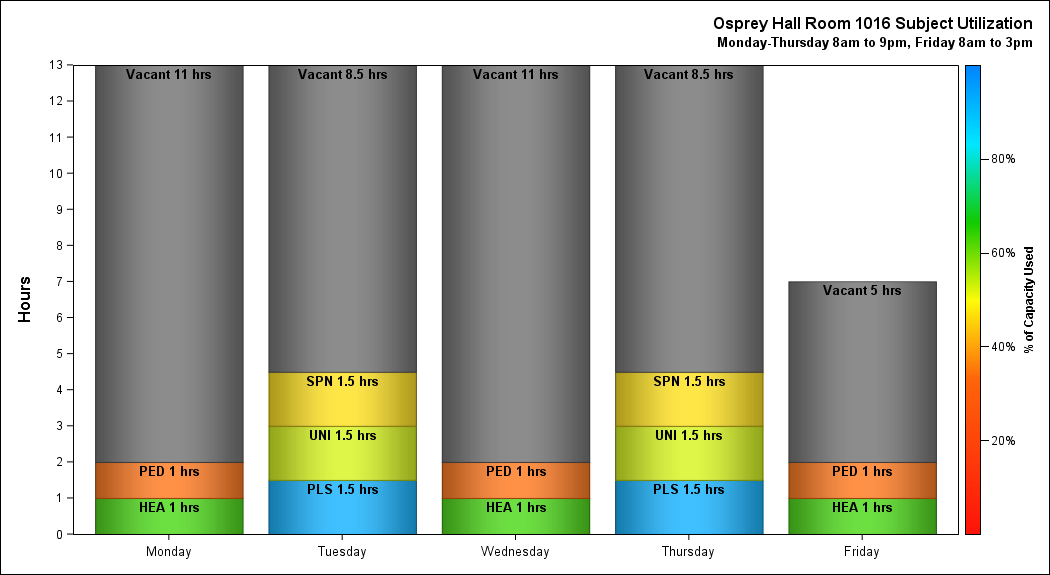 Osprey Hall Room 1016 Subject Utilization
Monday-Thursday 8am to 9pm, Friday 8am to 3pm
Hours
13
12
11
10
9
8
7
6
5
4
3
2
1
0
Vacant 11 hrs
PED 1 hrs
HEA 1 hrs
Vacant 8.5 hrs
SPN 1.5 hrs
UNI 1.5 hrs
PLS 1.5 hrs
Vacant 11 hrs
PED 1 hrs
HEA 1 hrs
Vacant 8.5 hrs
SPN 1.5 hrs
UNI 1.5 hrs
PLS 1.5 hrs
Vacant 5 hrs
PED 1 hrs
HEA 1 hrs
Monday
Tuesday
Wednesday
Thursday
Friday
80%
60%
40%
20%
% of Capacity Used